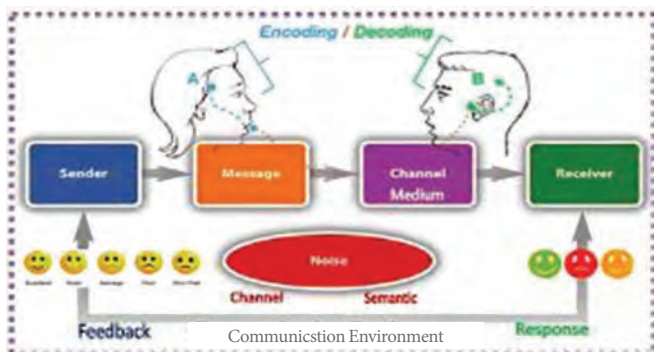 Encoding / Decoding
A
B
Sender
Message
Channel
Medium
Receiver
Noise
Channel
Semantic
Feedback
Communicstion Environment
Response